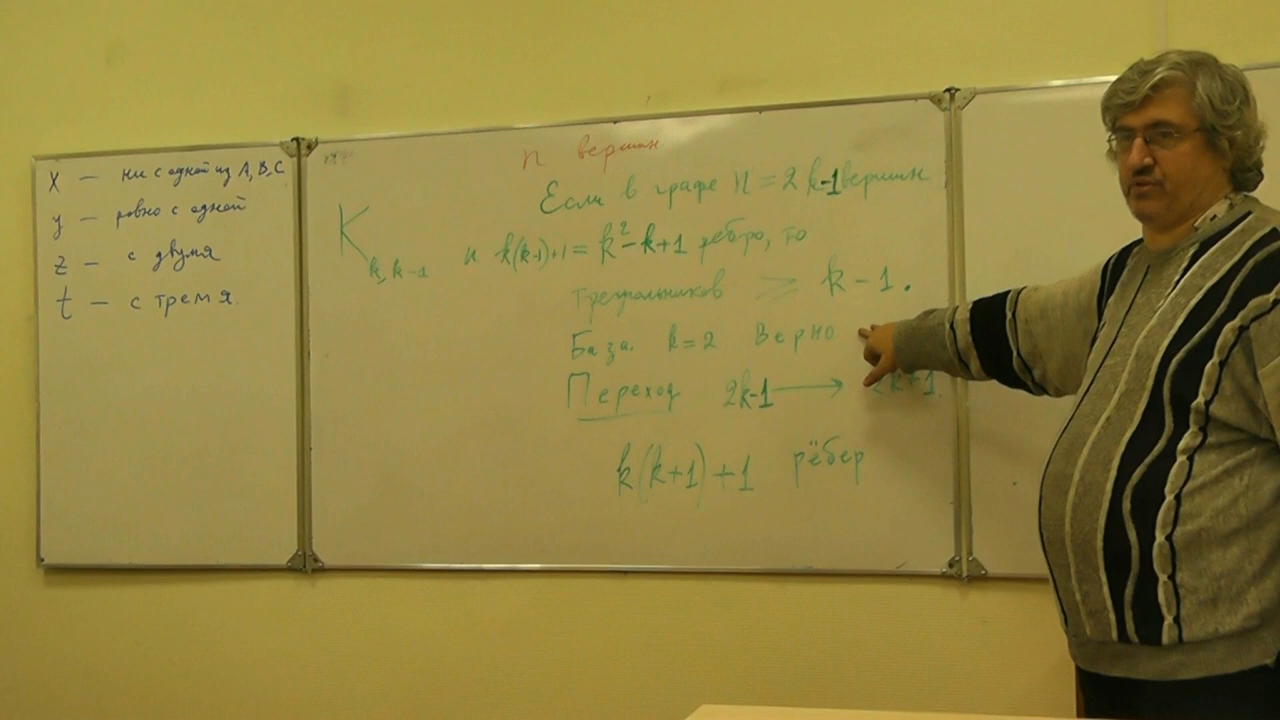 X — ни с одной из A, B, C
y — ровно с одной
z — с двумя
t — с тремя.
n вершин
Если в графе n = 2k-1 вершин
K_{k,k-1}
и k(k-1)+1 = k²-k+1 ребро, то
треугольников ≥ k-1.
База. k=2 Верно
Переход 2k-1 → 2k+1.
k(k+1)+1 рёбер